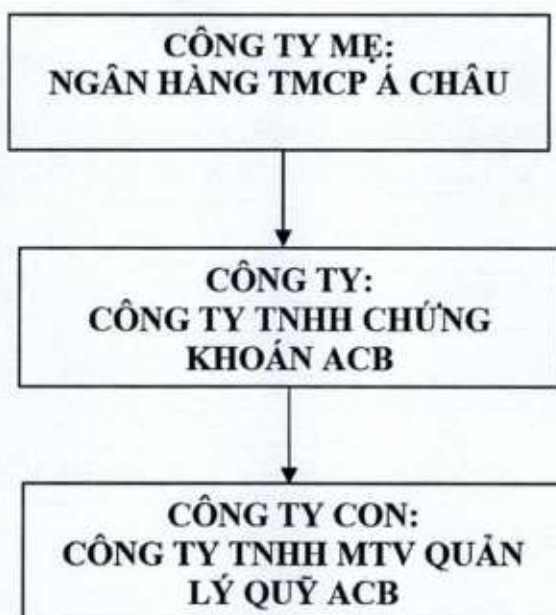 CÔNG TY MẸ:
NGÂN HÀNG TMCP Á CHÂU
CÔNG TY:
CÔNG TY TNHH CHỨNG
KHOÁN ACB
CÔNG TY CON:
CÔNG TY TNHH MTV QUẢN
LÝ QUỸ ACB